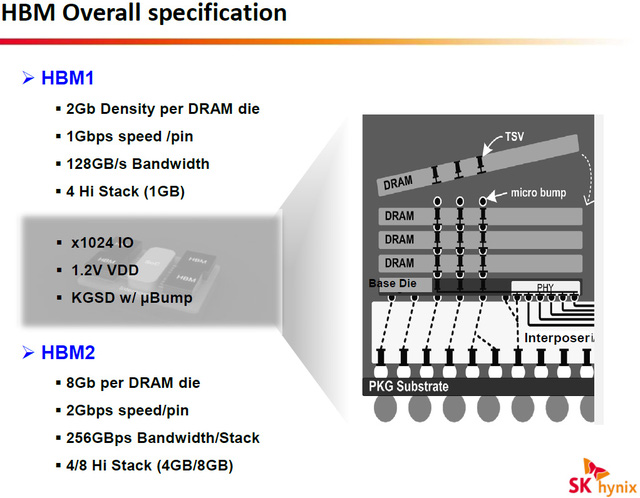 HBM Overall specification
HBM1
2Gb Density per DRAM die
1Gbps speed /pin
128GB/s Bandwidth
4 Hi Stack (1GB)
x1024 IO
1.2V VDD
KGSD w/ µBump
HBM
HBM
HBM2
8Gb per DRAM die
2Gbps speed/pin
256GBps Bandwidth/Stack
4/8 Hi Stack (4GB/8GB)
TSV
DRAM
micro bump
DRAM
DRAM
DRAM
Base Die
PHY
Interposer
PKG Substrate
SK hynix